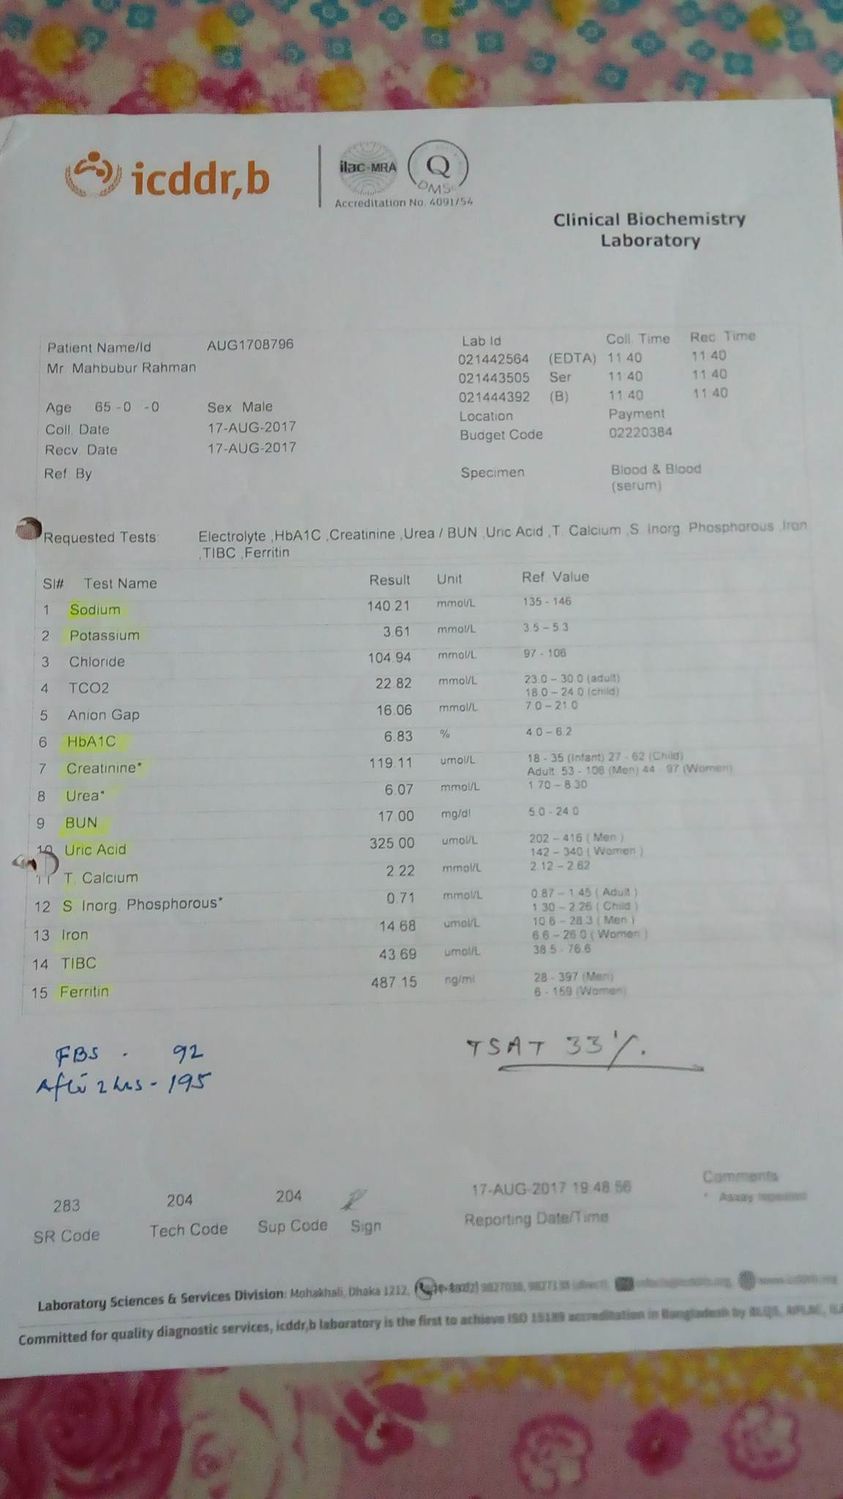 icddr,b
ilac-MRA
Q
DMSc
Accreditation No. 4091/54
Clinical Biochemistry
Laboratory
Patient Name/Id AUG1708796
Mr. Mahbubur Rahman
Age 65 -0 -0 Sex Male
Coll. Date 17-AUG-2017
Recv. Date 17-AUG-2017
Ref By
Lab Id Coll. Time Rec. Time
021442564 (EDTA) 11 40 11 40
021443505 Ser 11 40 11 40
021444392 (B) 11 40 11 40
Location Payment
Budget Code 02220384
Specimen Blood & Blood
(serum)
Requested Tests: Electrolyte ,HbA1C ,Creatinine ,Urea / BUN ,Uric Acid ,T. Calcium ,S. Inorg. Phosphorous ,Iron
,TIBC ,Ferritin
Sl# Test Name Result Unit Ref. Value
1 Sodium 140.21 mmol/L 135 - 146
2 Potassium 3.61 mmol/L 3.5 – 5.3
3 Chloride 104.94 mmol/L 97 - 106
4 TCO2 22.82 mmol/L 23.0 – 30.0 (adult)
18.0 – 24.0 (child)
5 Anion Gap 16.06 mmol/L 7.0 – 21.0
6 HbA1C 6.83 % 4.0 – 6.2
7 Creatinine* 119.11 umol/L 18 - 35 (Infant) 27 - 62 (Child)
Adult: 53 - 106 (Men) 44 - 97 (Women)
8 Urea* 6.07 mmol/L 1.70 – 8.30
9 BUN 17.00 mg/dl 5.0 - 24.0
10 Uric Acid 325.00 umol/L 202 – 416 ( Men )
142 – 340 ( Women )
11 T. Calcium 2.22 mmol/L 2.12 – 2.62
12 S. Inorg. Phosphorous* 0.71 mmol/L 0.87 – 1.45 ( Adult )
1.30 – 2.26 ( Child )
13 Iron 14.68 umol/L 10.6 – 28.3 ( Men )
6.6 – 26.0 ( Women )
14 TIBC 43.69 umol/L 38.5 - 76.6
15 Ferritin 487.15 ng/ml 28 - 397 (Men)
6 - 159 (Women)
FBS - 92
After 2 hrs - 195
TSAT 33%.
283 204 204
SR Code Tech Code Sup Code Sign
17-AUG-2017 19:48:56
Reporting Date/Time
Comments
* Assay repeated
Laboratory Sciences & Services Division: Mohakhali, Dhaka 1212,
Committed for quality diagnostic services, icddr,b laboratory is the first to achieve ISO 15189 accreditation in Bangladesh by